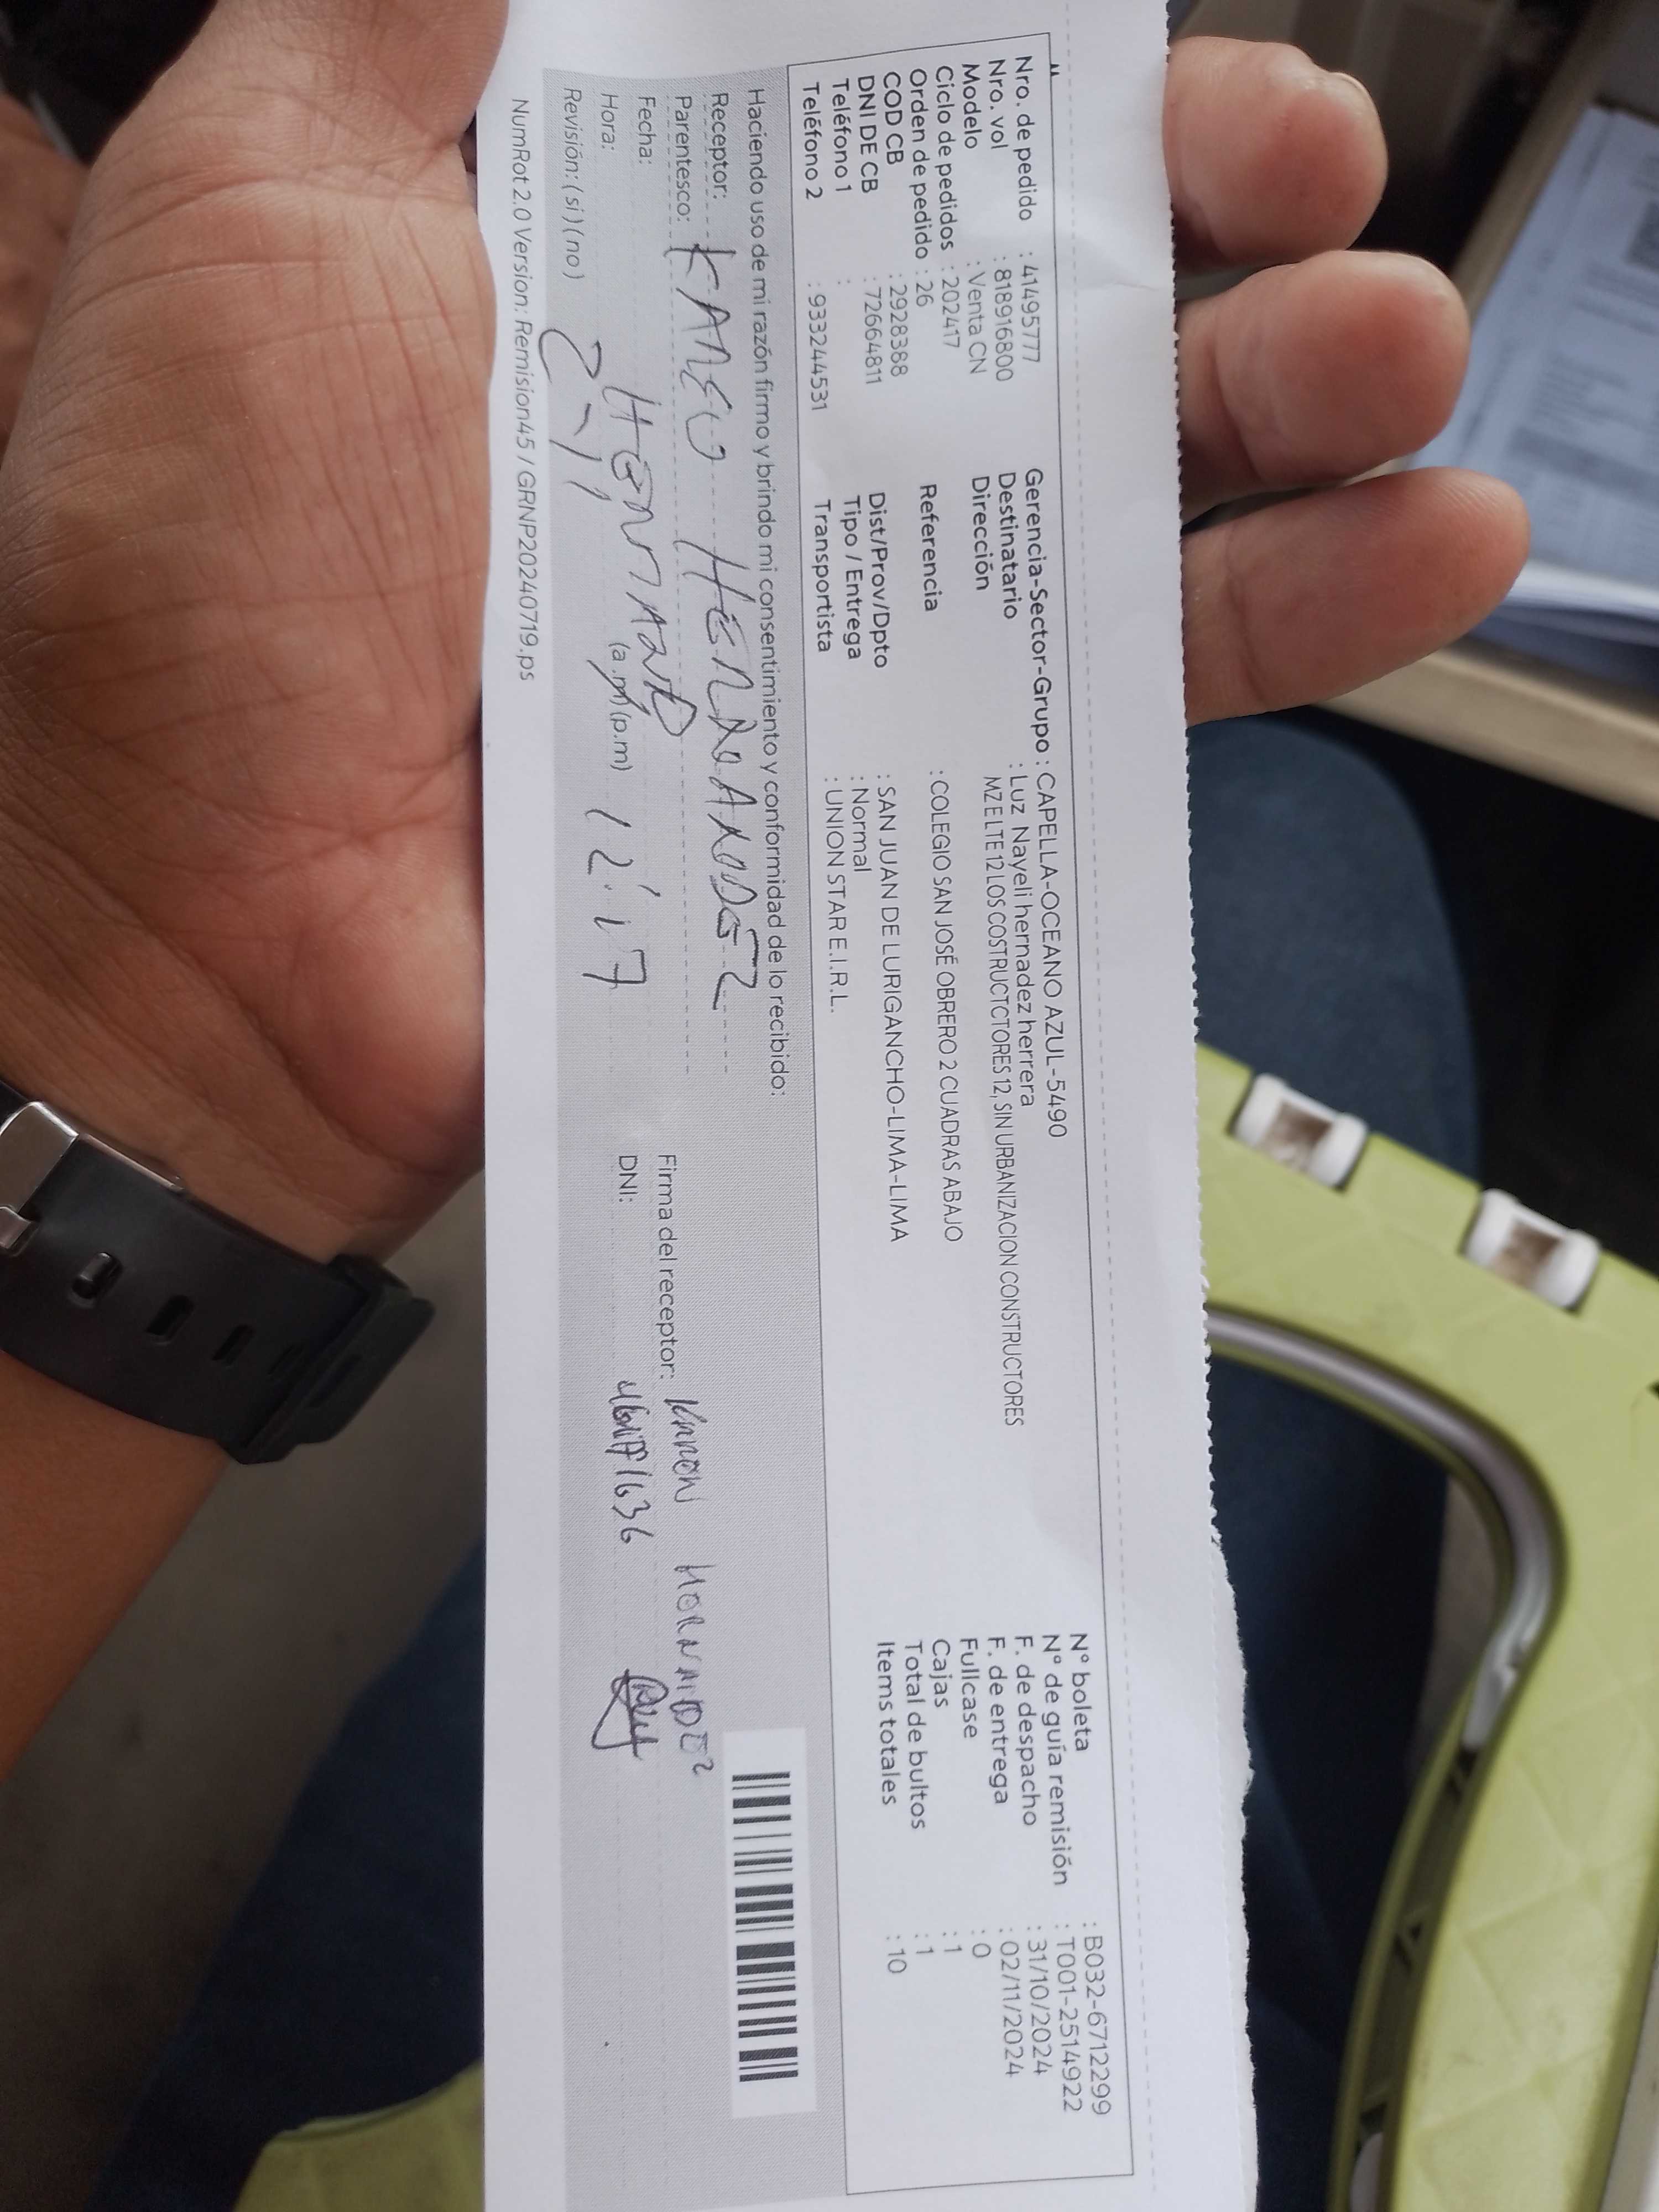 Nro. de pedido : 41495777
Nro. vol : 818916800
Modelo : Venta CN
Ciclo de pedidos : 202417
Orden de pedido : 26
COD CB : 2928388
DNI DE CB : 72664811
Teléfono 1 :
Teléfono 2 : 933244531
Gerencia-Sector-Grupo : CAPELLA-OCEANO AZUL-5490
Destinatario : Luz Nayeli hernadez herrera
Dirección MZ E LTE 12 LOS COSTRUCTCTORES 12, SIN URBANIZACION CONSTRUCTORES
Referencia : COLEGIO SAN JOSÉ OBRERO 2 CUADRAS ABAJO
Dist/Prov/Dpto : SAN JUAN DE LURIGANCHO-LIMA-LIMA
Tipo / Entrega : Normal
Transportista : UNION STAR E.I.R.L.
N° boleta : B032-6712299
N° de guía remisión : T001-2514922
F. de despacho : 31/10/2024
F. de entrega : 02/11/2024
Fullcase : 0
Cajas : 1
Total de bultos : 1
Items totales : 10
Haciendo uso de mi razón firmo y brindo mi consentimiento y conformidad de lo recibido:
Receptor:
Parentesco:
Fecha:
Hora: (a.m)(p.m) 12:17
Revisión: (si) (no)
Firma del receptor:
DNI:
NumRot 2.0 Version: Remision45 / GRNP20240719.ps